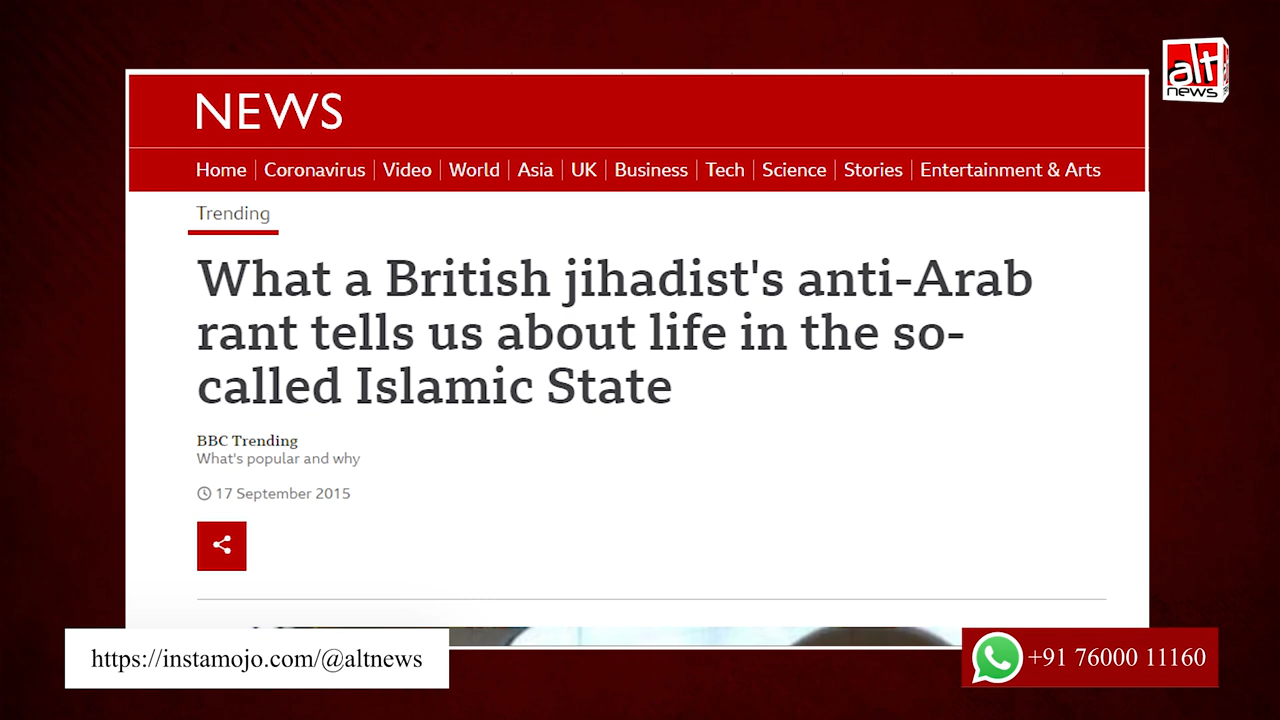 alt
news
NEWS
Home Coronavirus Video World Asia UK Business Tech Science Stories Entertainment & Arts
Trending
What a British jihadist's anti-Arab
rant tells us about life in the so-
called Islamic State
BBC Trending
What's popular and why
17 September 2015
https://instamojo.com/@altnews
+91 76000 11160